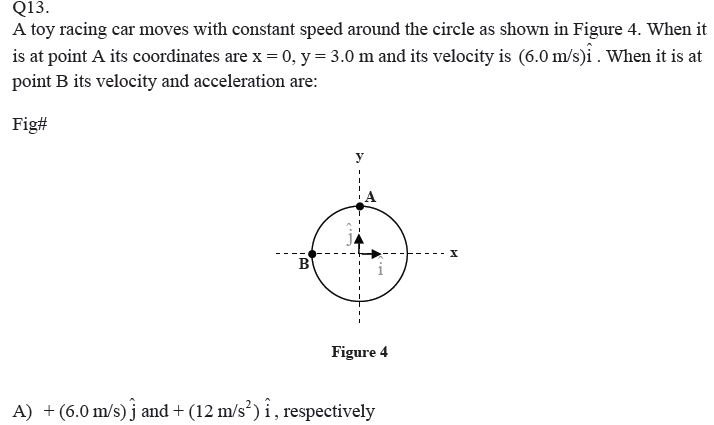 Q13.
A toy racing car moves with constant speed around the circle as shown in Figure 4. When it
is at point A its coordinates are x = 0, y = 3.0 m and its velocity is (6.0 m/s) î . When it is at
point B its velocity and acceleration are:
Fig#
y
A
ĵ
x
B
î
Figure 4
A) + (6.0 m/s) ĵ and + (12 m/s²) î , respectively